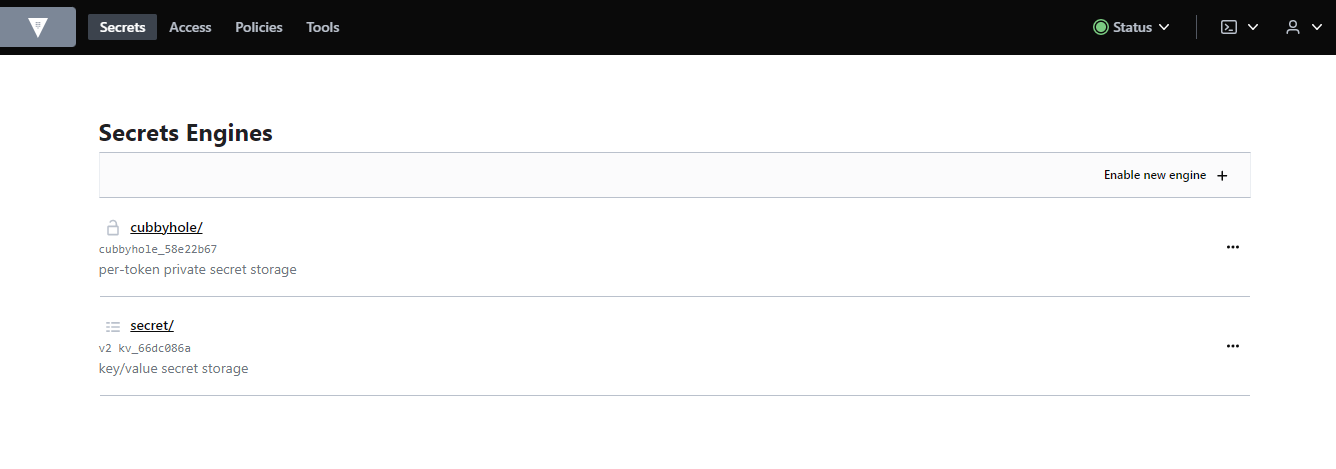 Secrets Access Policies Tools Status
Secrets Engines
Enable new engine
cubbyhole/
cubbyhole_58e22b67
per-token private secret storage
secret/
v2 kv_66dc086a
key/value secret storage